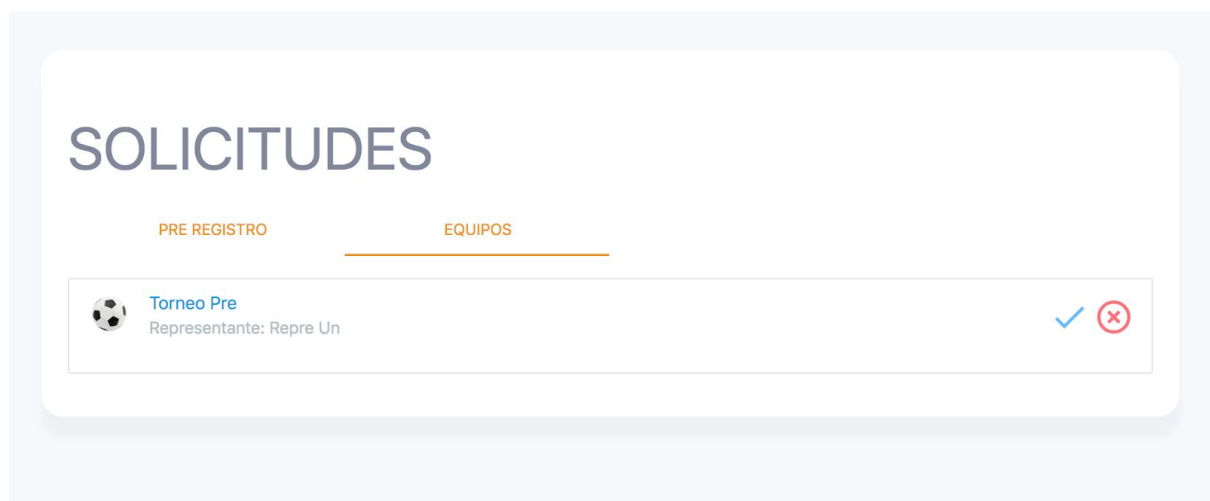 SOLICITUDES
PRE REGISTRO
EQUIPOS
Torneo Pre
Representante: Repre Un